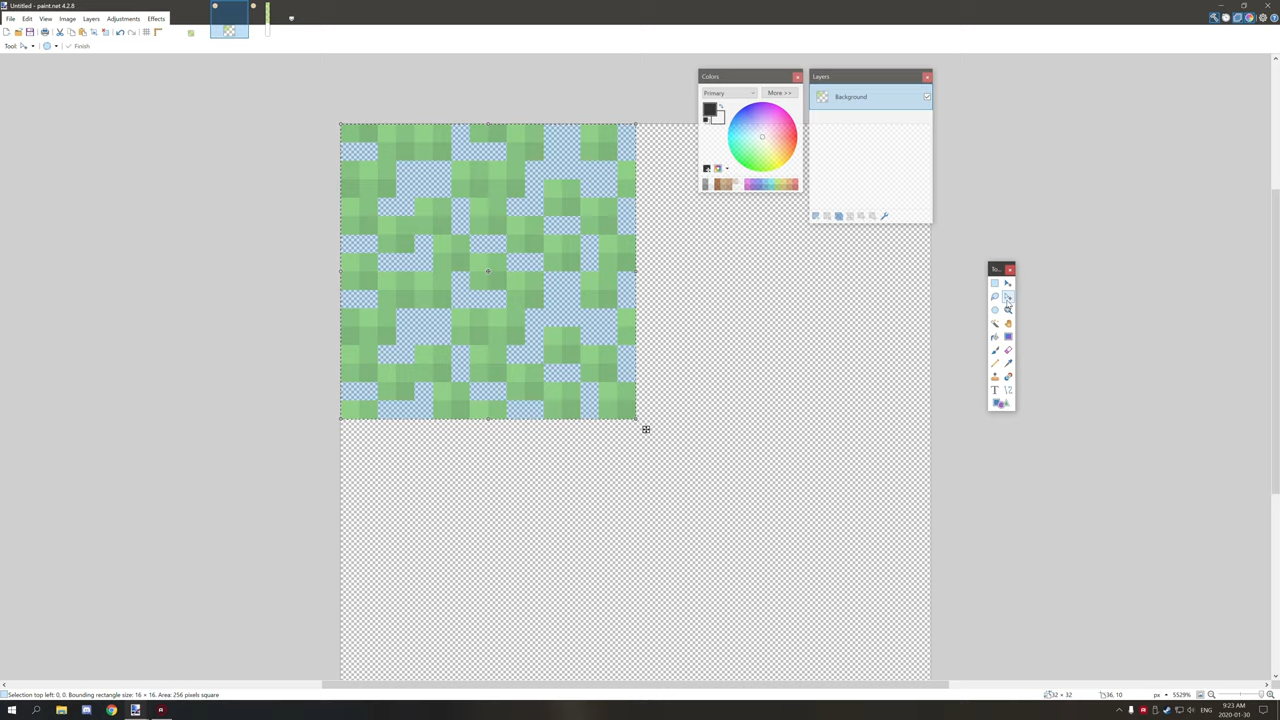 Untitled - paint.net 4.2.8
File Edit View Image Layers Adjustments Effects
Tool:
Finish
Colors
Primary
More >>
Layers
Background
To...
T
Selection top left: 0, 0. Bounding rectangle size: 16 × 16. Area: 256 pixels square
32 × 32
36, 10
px
5529%
ENG
9:23 AM
2020-01-30